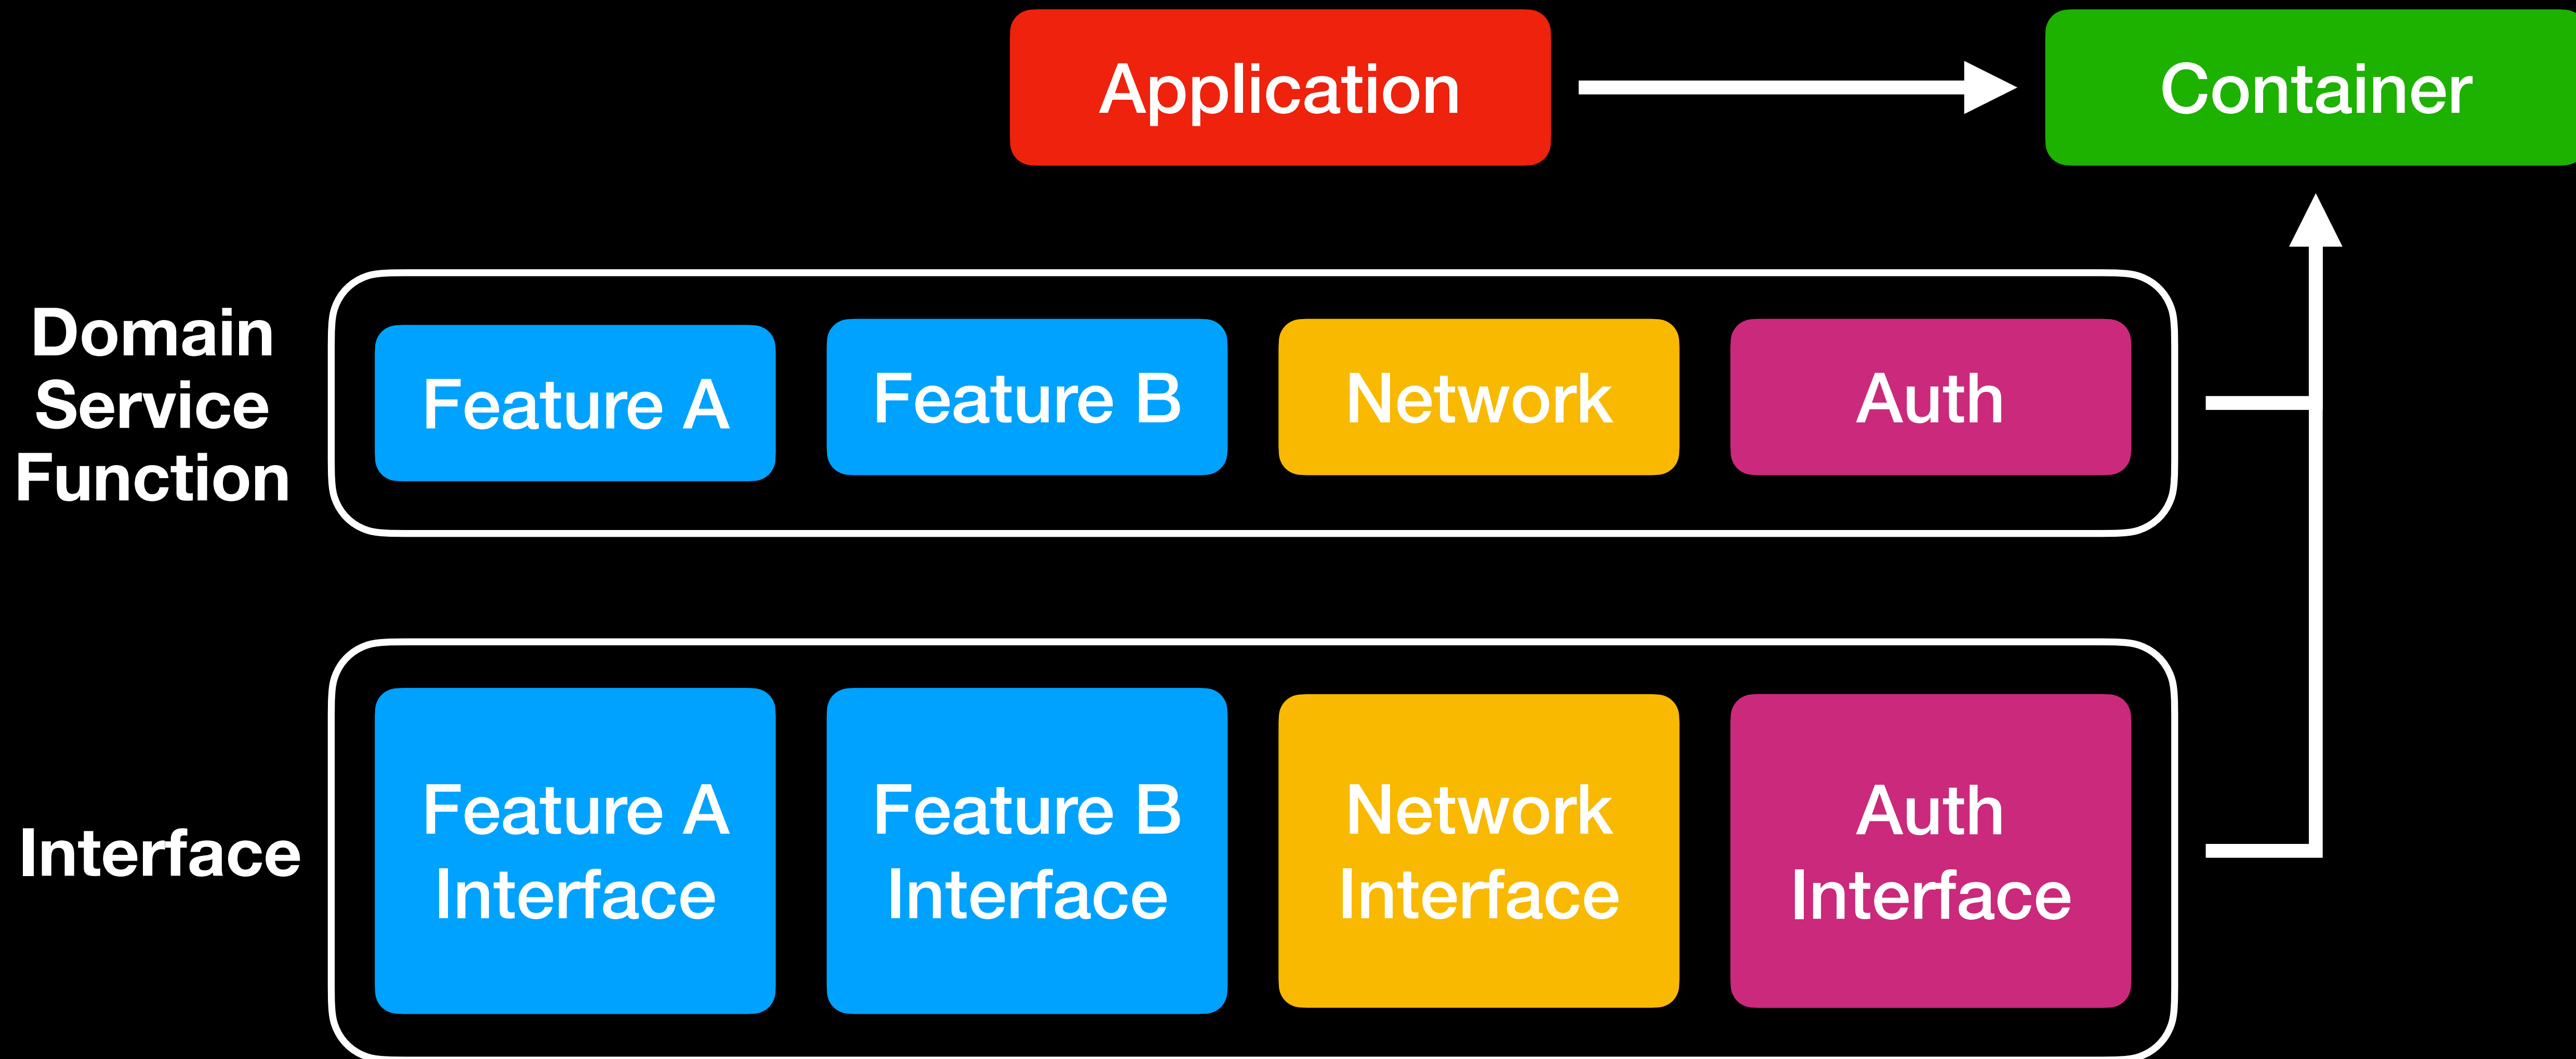 Application
Container
Domain
Service
Function
Feature A
Feature B
Network
Auth
Interface
Feature A
Interface
Feature B
Interface
Network
Interface
Auth
Interface